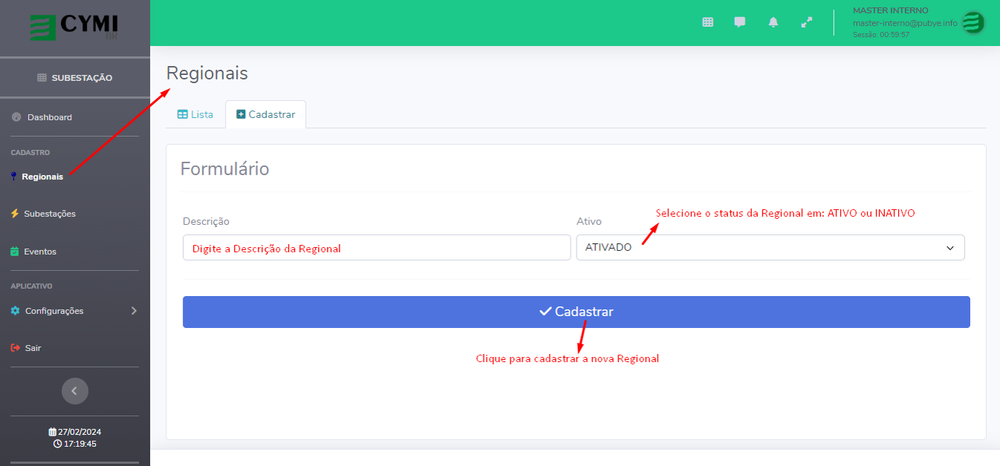 CYMI
BR
SUBESTAÇÃO
Dashboard
CADASTRO
Regionais
Subestações
Eventos
APLICATIVO
Configurações
Sair
27/02/2024
17:19:45
MASTER INTERNO
master-interno@pubye.info
Sessão: 00:59:57
Regionais
Lista
Cadastrar
Formulário
Selecione o status da Regional em: ATIVO ou INATIVO
Descrição
Ativo
Digite a Descrição da Regional
ATIVADO
Cadastrar
Clique para cadastrar a nova Regional